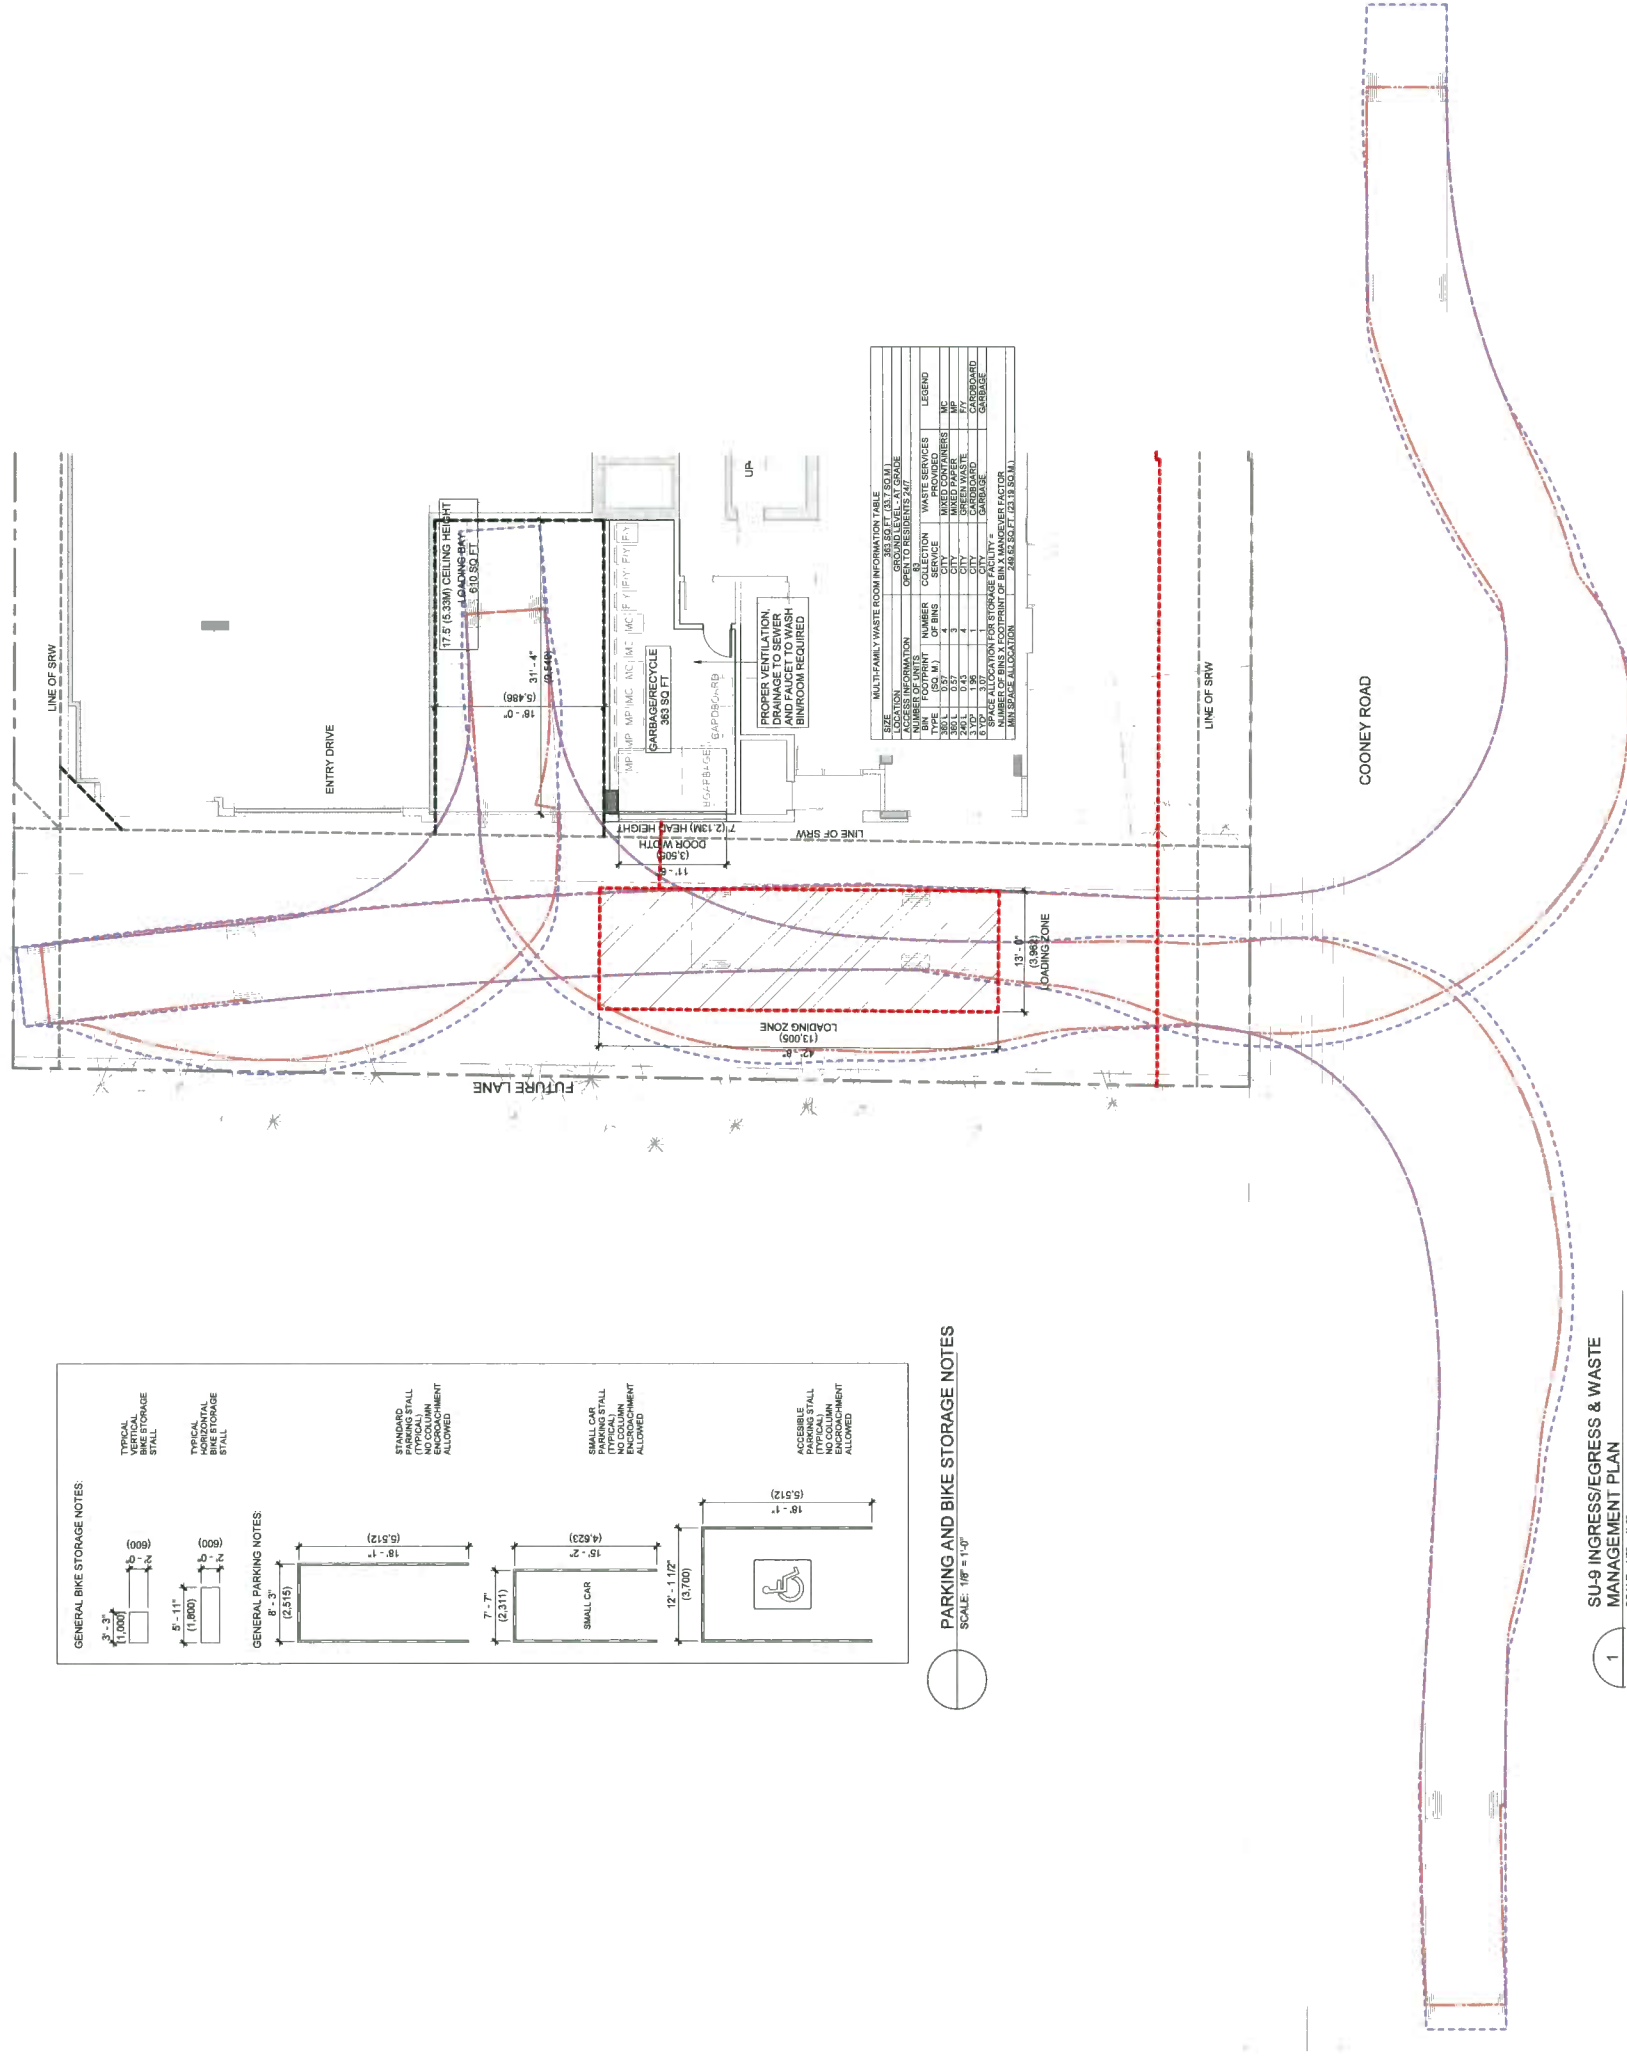 GENERAL BIKE STORAGE NOTES:
3' - 3"
(1,000)
2' - 0"
(600)
TYPICAL
VERTICAL
BIKE STORAGE
STALL
5' - 11"
(1,800)
2' - 0"
(600)
TYPICAL
HORIZONTAL
BIKE STORAGE
STALL
GENERAL PARKING NOTES:
8' - 3"
(2,515)
18' - 1"
(5,512)
STANDARD
PARKING STALL
(TYPICAL)
NO COLUMN
ENCROACHMENT
ALLOWED
7' - 7"
(2,311)
15' - 2"
(4,623)
SMALL CAR
SMALL CAR
PARKING STALL
(TYPICAL)
NO COLUMN
ENCROACHMENT
ALLOWED
12' - 1 1/2"
(3,700)
18' - 1"
(5,512)
ACCESIBLE
PARKING STALL
(TYPICAL)
NO COLUMN
ENCROACHMENT
ALLOWED
PARKING AND BIKE STORAGE NOTES
SCALE: 1/8" = 1'-0"
LINE OF SRW
ENTRY DRIVE
17.5' (5.33M) CEILING HEIGHT
LOADING BAY
610 SQ FT
18' - 0"
(5,486)
31' - 4"
GARBAGE/RECYCLE
363 SQ FT
MP MP MP MC MC MC MC F/Y F/Y F/Y F/Y
GARBAGE
CARDBOARD
UP
PROPER VENTILATION,
DRAINAGE TO SEWER
AND FAUCET TO WASH
BIN/ROOM REQUIRED
11' - 6"
(3,505)
DOOR WIDTH
7' (2.13M) HEAD HEIGHT
LINE OF SRW
FUTURE LANE
42' - 8"
(13,005)
LOADING ZONE
13' - 0"
(3,962)
LOADING ZONE
MULTI-FAMILY WASTE ROOM INFORMATION TABLE
SIZE 363 SQ FT (33.7 SQ M)
LOCATION GROUND LEVEL - AT GRADE
ACCESS INFORMATION OPEN TO RESIDENTS 24/7
NUMBER OF UNITS 83
BIN TYPE FOOTPRINT (SQ. M.) NUMBER OF BINS COLLECTION SERVICE WASTE SERVICES PROVIDED LEGEND
360 L 0.57 4 CITY MIXED CONTAINERS MC
360 L 0.57 3 CITY MIXED PAPER MP
240 L 0.43 4 CITY GREEN WASTE F/Y
3 YD³ 1.96 1 CITY CARDBOARD CARDBOARD
6 YD³ 3.07 1 CITY GARBAGE GARBAGE
SPACE ALLOCATION FOR STORAGE FACILITY =
NUMBER OF BINS X FOOTPRINT OF BIN X MANOEVER FACTOR
MIN SPACE ALLOCATION 249.62 SQ.FT. (23.19 SQ.M.)
LINE OF SRW
COONEY ROAD
1
SU-9 INGRESS/EGRESS & WASTE
MANAGEMENT PLAN